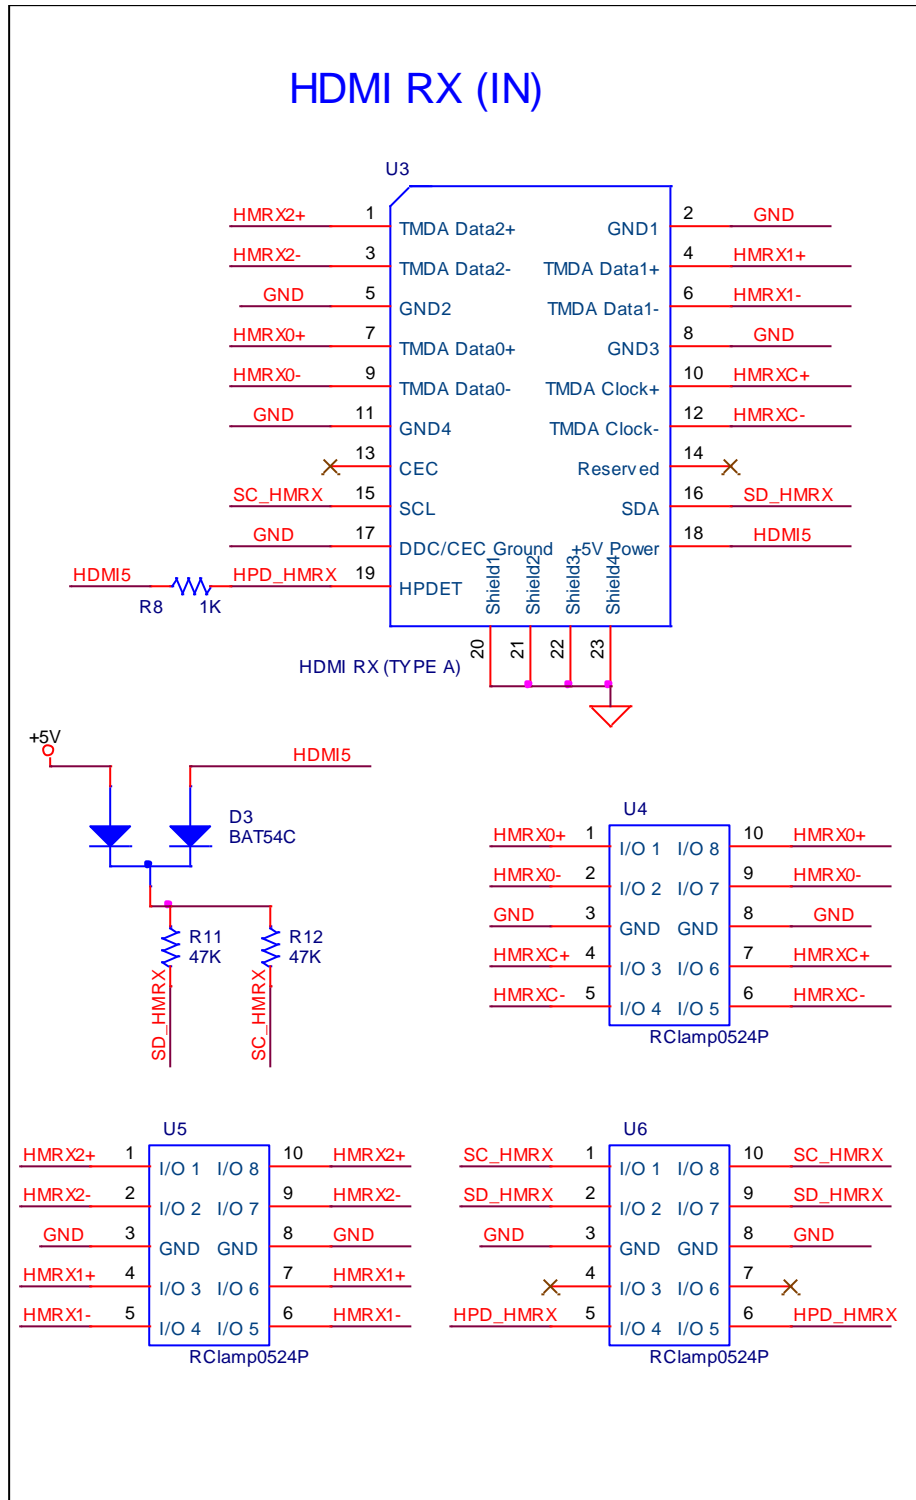 HDMI RX (IN)
U3
HMRX2+ 1 TMDA Data2+ GND1 2 GND
HMRX2- 3 TMDA Data2- TMDA Data1+ 4 HMRX1+
GND 5 GND2 TMDA Data1- 6 HMRX1-
HMRX0+ 7 TMDA Data0+ GND3 8 GND
HMRX0- 9 TMDA Data0- TMDA Clock+ 10 HMRXC+
GND 11 GND4 TMDA Clock- 12 HMRXC-
13 CEC Reserved 14
SC_HMRX 15 SCL SDA 16 SD_HMRX
GND 17 DDC/CEC Ground +5V Power 18 HDMI5
HDMI5 R8 1K HPD_HMRX 19 HPDET
Shield1 Shield2 Shield3 Shield4
20 21 22 23
HDMI RX (TYPE A)
+5V HDMI5
D3
BAT54C
R11 R12
47K 47K
SD_HMRX SC_HMRX
U4
HMRX0+ 1 I/O 1 I/O 8 10 HMRX0+
HMRX0- 2 I/O 2 I/O 7 9 HMRX0-
GND 3 GND GND 8 GND
HMRXC+ 4 I/O 3 I/O 6 7 HMRXC+
HMRXC- 5 I/O 4 I/O 5 6 HMRXC-
RClamp0524P
U5
HMRX2+ 1 I/O 1 I/O 8 10 HMRX2+
HMRX2- 2 I/O 2 I/O 7 9 HMRX2-
GND 3 GND GND 8 GND
HMRX1+ 4 I/O 3 I/O 6 7 HMRX1+
HMRX1- 5 I/O 4 I/O 5 6 HMRX1-
RClamp0524P
U6
SC_HMRX 1 I/O 1 I/O 8 10 SC_HMRX
SD_HMRX 2 I/O 2 I/O 7 9 SD_HMRX
GND 3 GND GND 8 GND
4 I/O 3 I/O 6 7
HPD_HMRX 5 I/O 4 I/O 5 6 HPD_HMRX
RClamp0524P